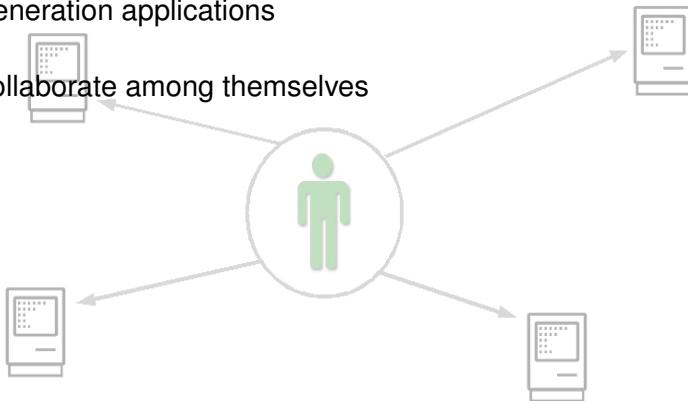 eneration applications
ollaborate among themselves